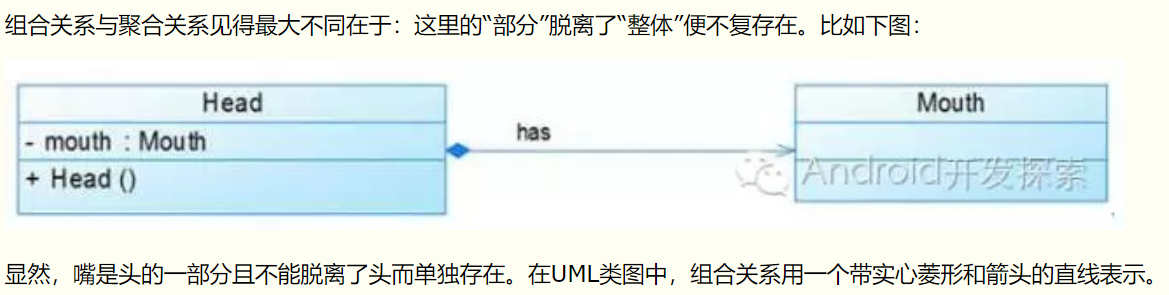 组合关系与聚合关系见得最大不同在于：这里的“部分”脱离了“整体”便不复存在。比如下图：
Head
- mouth : Mouth
+ Head ()
has
Mouth
Android开发探索
显然，嘴是头的一部分且不能脱离了头而单独存在。在UML类图中，组合关系用一个带实心菱形和箭头的直线表示。